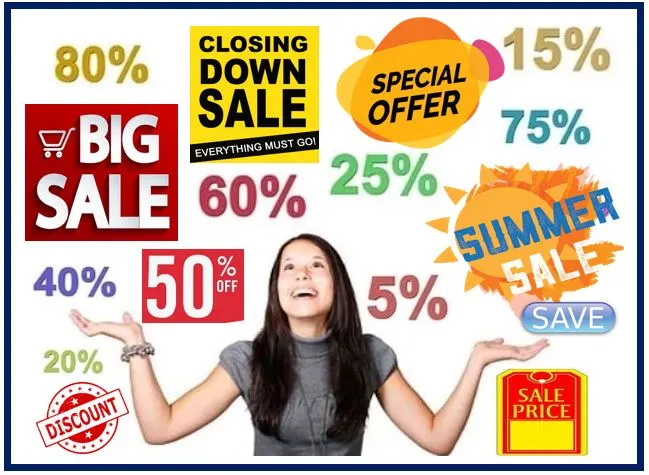 80%
CLOSING
DOWN
SALE
EVERYTHING MUST GO!
SPECIAL
OFFER
15%
BIG
SALE
60%
25%
75%
SUMMER
SALE
40%
50% OFF
5%
SAVE
20%
DISCOUNT
SALE
PRICE